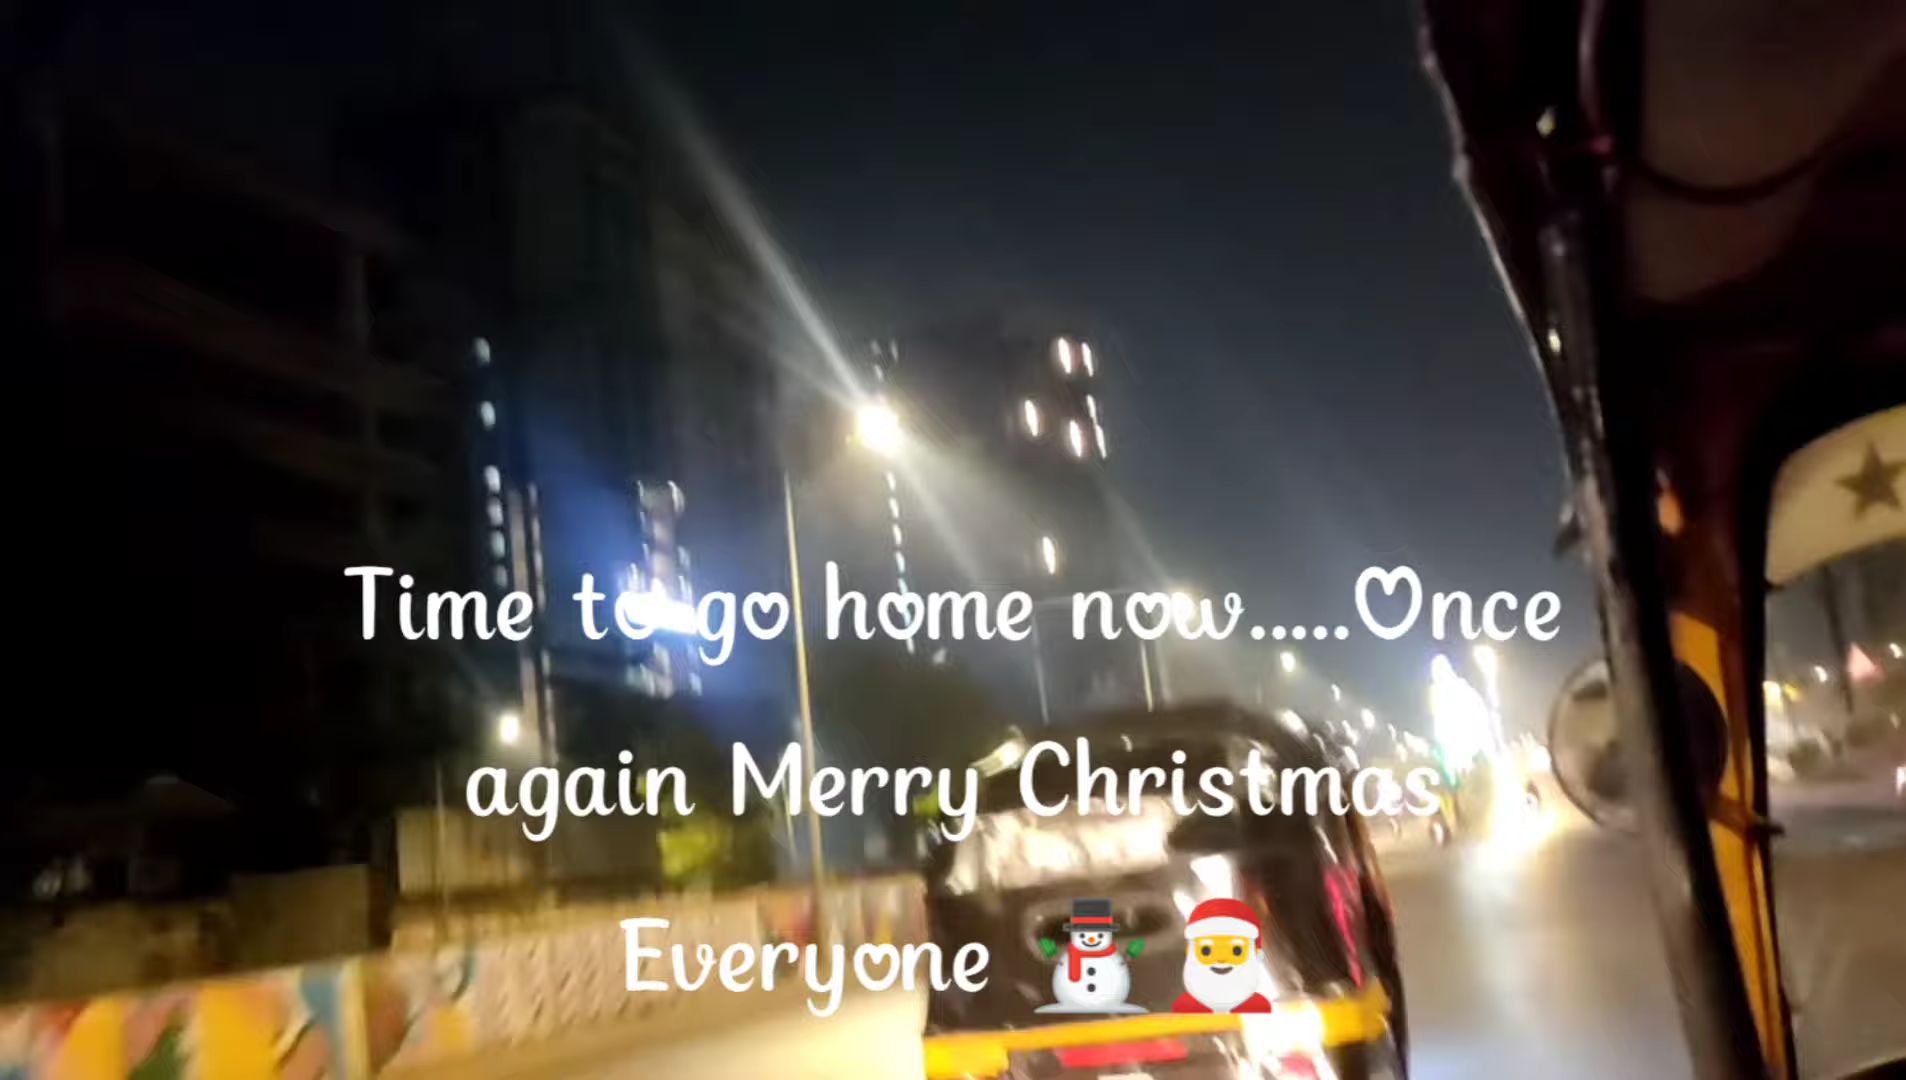 Time to go home now.....Once
again Merry Christmas
Everyone ⛄🎅